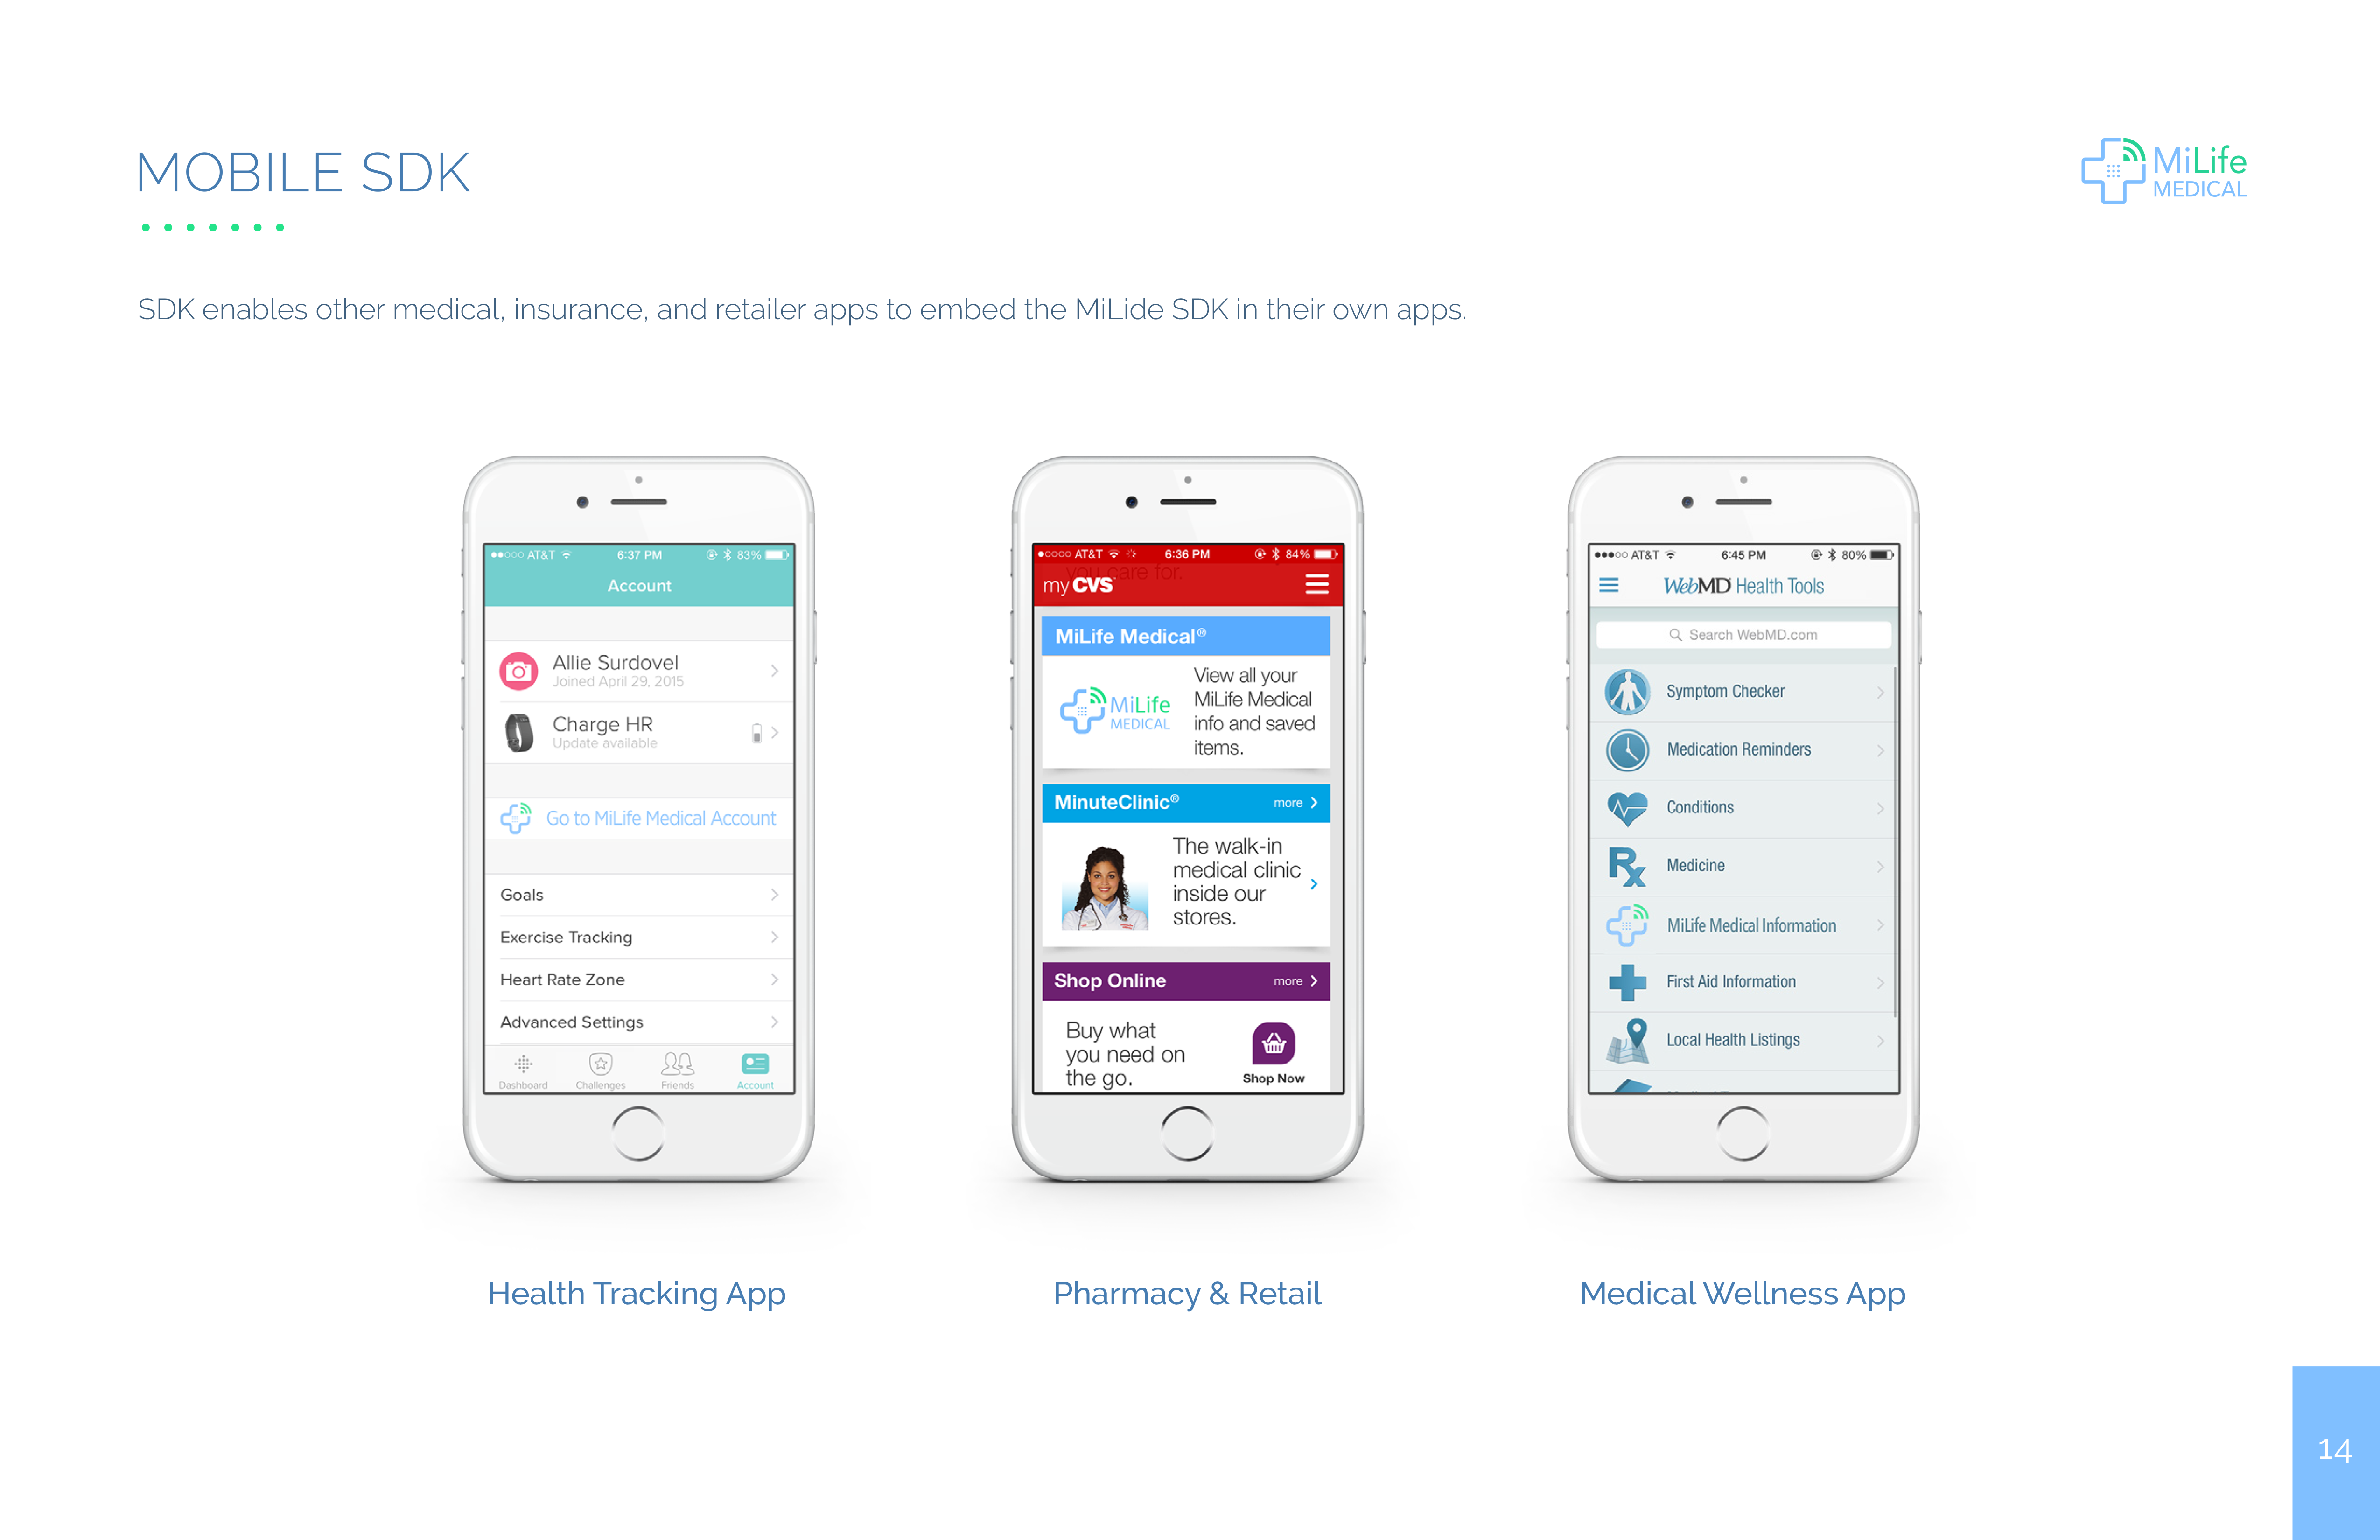 MOBILE SDK
MiLife
MEDICAL
SDK enables other medical, insurance, and retailer apps to embed the MiLide SDK in their own apps.
AT&T 6:37 PM 83%
Account
Allie Surdovel
Joined April 29, 2015
Charge HR
Update available
Go to MiLife Medical Account
Goals
Exercise Tracking
Heart Rate Zone
Advanced Settings
Dashboard Challenges Friends Account
Health Tracking App
AT&T 6:36 PM 84%
you care for.
my CVS
MiLife Medical®
MiLife
MEDICAL
View all your
MiLife Medical
info and saved
items.
MinuteClinic® more
The walk-in
medical clinic
inside our
stores.
Shop Online more
Buy what
you need on
the go.
Shop Now
Pharmacy & Retail
AT&T 6:45 PM 80%
WebMD Health Tools
Search WebMD.com
Symptom Checker
Medication Reminders
Conditions
Rx Medicine
MiLife Medical Information
First Aid Information
Local Health Listings
Medical Wellness App
14